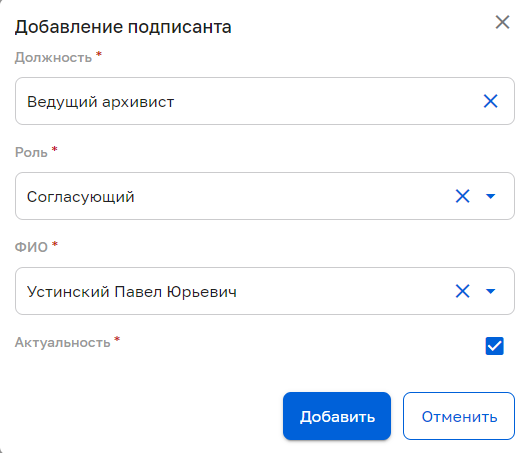 Добавление подписанта
Должность *
Ведущий архивист
Роль *
Согласующий
ФИО *
Устинский Павел Юрьевич
Актуальность *
Добавить
Отменить